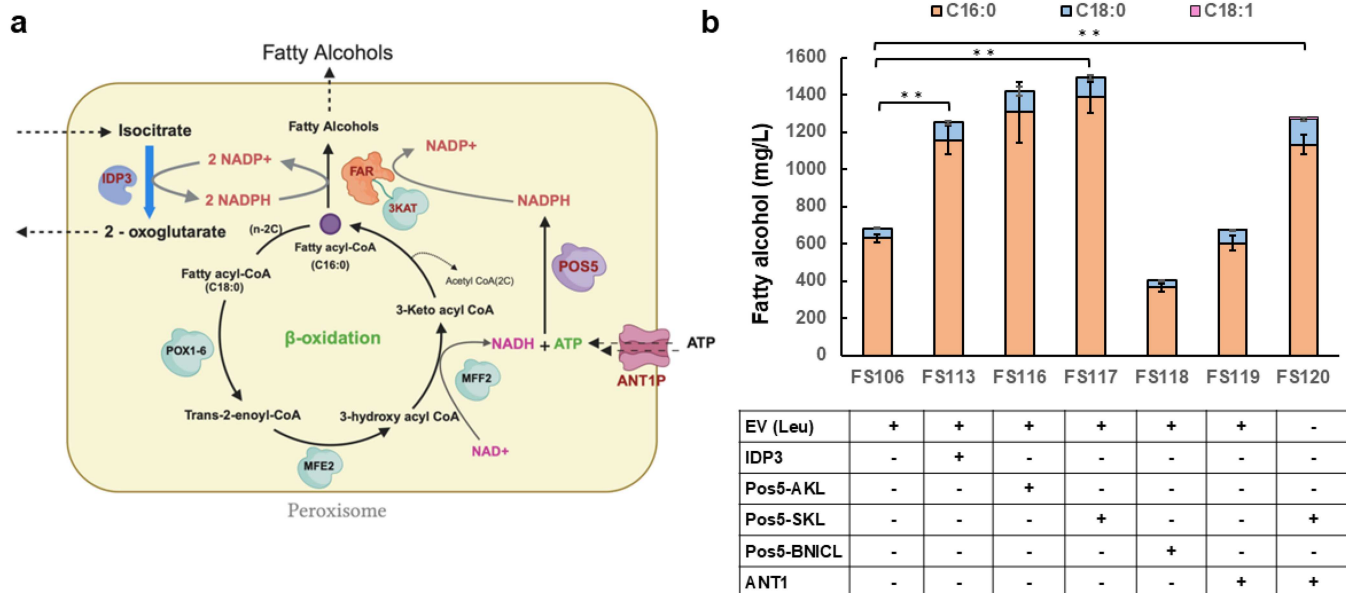 a
Fatty Alcohols
Isocitrate
IDP3
2 NADP+
2 NADPH
2 - oxoglutarate
Fatty Alcohols
FAR
3KAT
NADP+
NADPH
POS5
(n-2C)
Fatty acyl-CoA
(C16:0)
Fatty acyl-CoA
(C18:0)
Acetyl CoA(2C)
3-Keto acyl CoA
β-oxidation
POX1-6
NADH + ATP
ATP
ANT1P
MFF2
Trans-2-enoyl-CoA
3-hydroxy acyl CoA
MFE2
NAD+
Peroxisome
b
C16:0 C18:0 C18:1
Fatty alcohol (mg/L)
1600
1400
1200
1000
800
600
400
200
0
* *
* *
* *
FS106 FS113 FS116 FS117 FS118 FS119 FS120
EV (Leu) + + + + + + -
IDP3 - + - - - - -
Pos5-AKL - - + - - - -
Pos5-SKL - - - + - - +
Pos5-BNICL - - - - + - -
ANT1 - - - - - + +